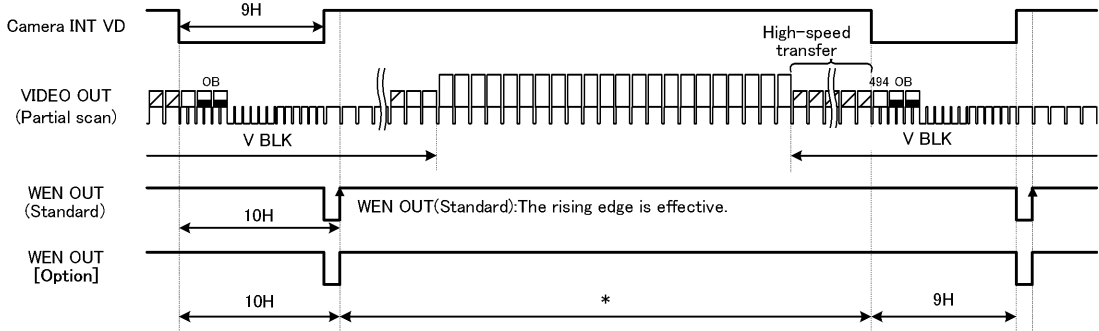 Camera INT VD
9H
High-speed
transfer
OB
494 OB
VIDEO OUT
(Partial scan)
V BLK
V BLK
WEN OUT
(Standard)
WEN OUT(Standard):The rising edge is effective.
10H
WEN OUT
[Option]
10H
*
9H